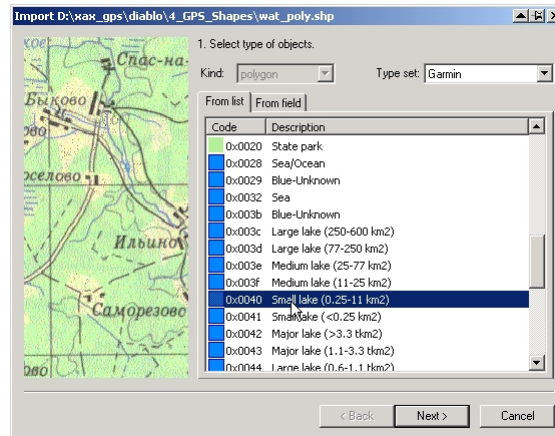 Import D:\xax_gps\diablo\4_GPS_Shapes\wat_poly.shp
1. Select type of objects.
Kind: polygon Type set: Garmin
From list From field
Code Description
0x0020 State park
0x0028 Sea/Ocean
0x0029 Blue-Unknown
0x0032 Sea
0x003b Blue-Unknown
0x003c Large lake (250-600 km2)
0x003d Large lake (77-250 km2)
0x003e Medium lake (25-77 km2)
0x003f Medium lake (11-25 km2)
0x0040 Small lake (0.25-11 km2)
0x0041 Small lake (<0.25 km2)
0x0042 Major lake (>3.3 tkm2)
0x0043 Major lake (1.1-3.3 tkm2)
0x0044 Large lake (0.6-1.1 tkm2)
Спас-на-
Быково
Ильино
Саморезово
< Back Next > Cancel